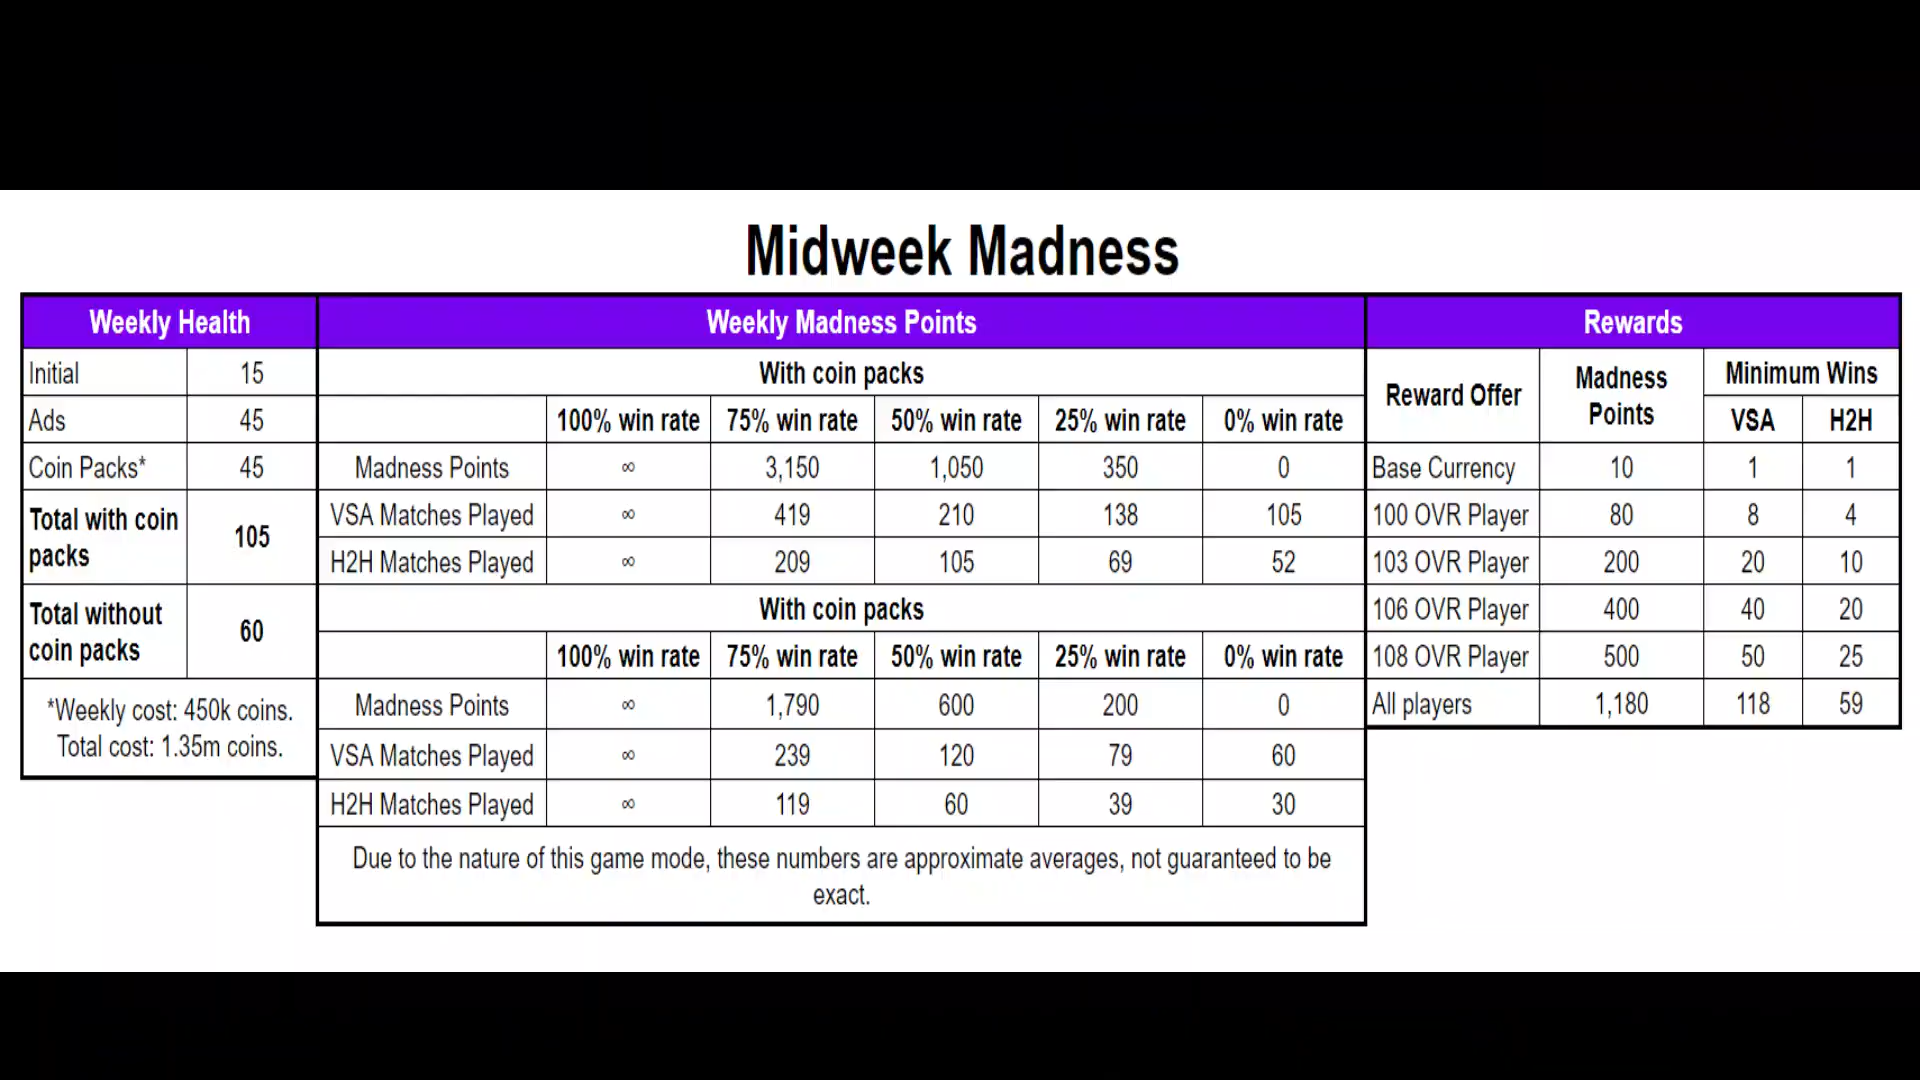 Midweek Madness
Weekly Health
Initial 15
Ads 45
Coin Packs* 45
Total with coin
packs
105
Total without
coin packs
60
*Weekly cost: 450k coins.
Total cost: 1.35m coins.
Weekly Madness Points
With coin packs
100% win rate 75% win rate 50% win rate 25% win rate 0% win rate
Madness Points ∞ 3,150 1,050 350 0
VSA Matches Played ∞ 419 210 138 105
H2H Matches Played ∞ 209 105 69 52
With coin packs
100% win rate 75% win rate 50% win rate 25% win rate 0% win rate
Madness Points ∞ 1,790 600 200 0
VSA Matches Played ∞ 239 120 79 60
H2H Matches Played ∞ 119 60 39 30
Due to the nature of this game mode, these numbers are approximate averages, not guaranteed to be
exact.
Rewards
Reward Offer
Madness
Points
Minimum Wins
VSA H2H
Base Currency 10 1 1
100 OVR Player 80 8 4
103 OVR Player 200 20 10
106 OVR Player 400 40 20
108 OVR Player 500 50 25
All players 1,180 118 59